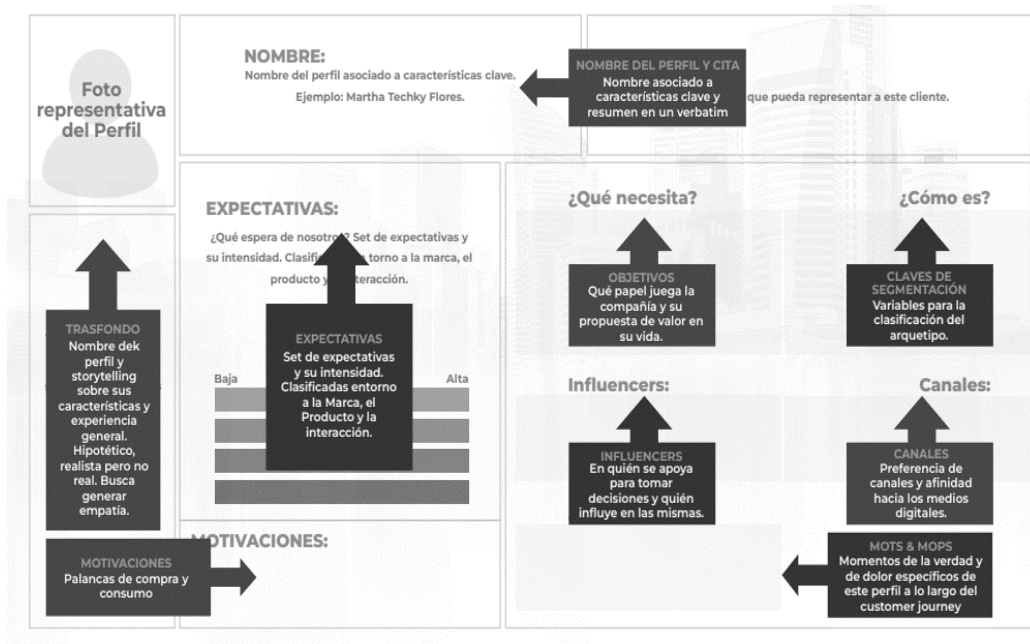 Foto
representativa
del Perfil
NOMBRE:
Nombre del perfil asociado a características clave.
Ejemplo: Martha Techky Flores.
NOMBRE DEL PERFIL Y CITA
Nombre asociado a
características clave y
resumen en un verbatim
que pueda representar a este cliente.
TRASFONDO
Nombre dek
perfil y
storytelling
sobre sus
características y
experiencia
general.
Hipotético,
realista pero no
real. Busca
generar
empatía.
EXPECTATIVAS:
¿Qué espera de nosotro ? Set de expectativas y
su intensidad. Clasific torno a la marca, el
producto y teracción.
EXPECTATIVAS
Set de expectativas
y su intensidad.
Clasificadas entorno
a la Marca, el
Producto y la
interacción.
Baja
Alta
MOTIVACIONES:
MOTIVACIONES
Palancas de compra y
consumo
¿Qué necesita?
OBJETIVOS
Qué papel juega la
compañía y su
propuesta de valor en
su vida.
¿Cómo es?
CLAVES DE
SEGMENTACIÓN
Variables para la
clasificación del
arquetipo.
Influencers:
INFLUENCERS
En quién se apoya
para tomar
decisiones y quién
influye en las mismas.
Canales:
CANALES
Preferencia de
canales y afinidad
hacia los medios
digitales.
MOTS & MOPS
Momentos de la verdad y
de dolor específicos de
este perfil a lo largo del
customer journey